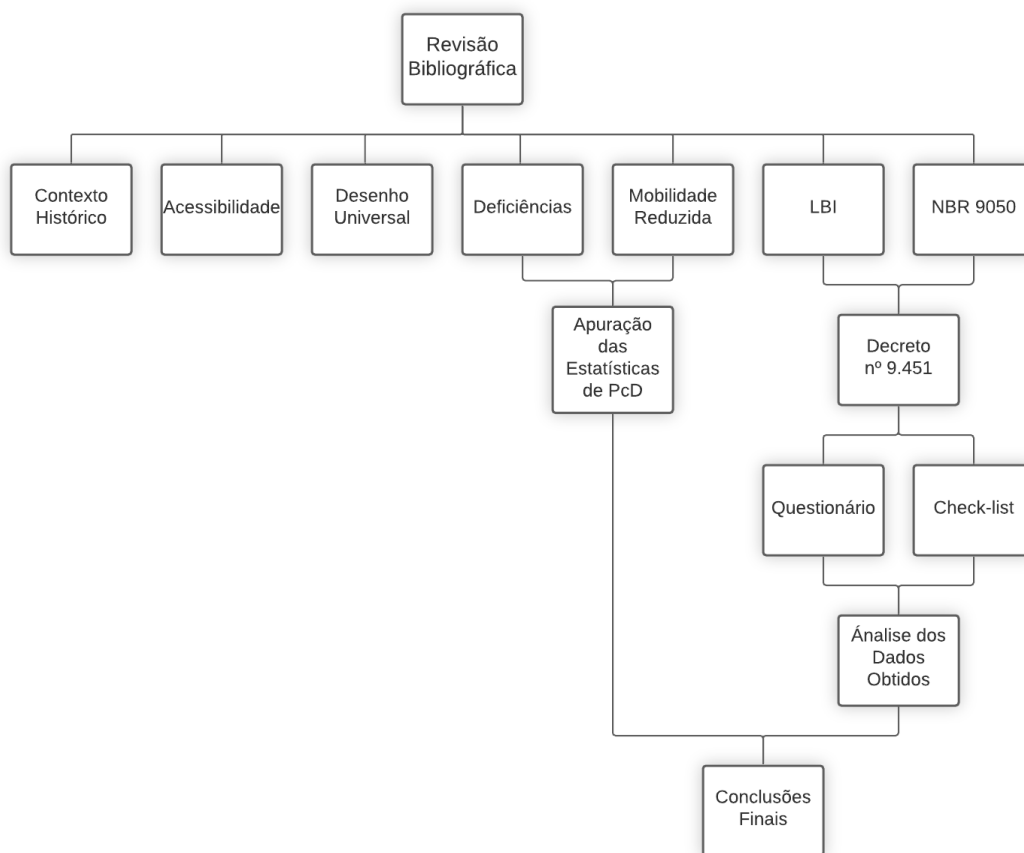 Revisão
Bibliográfica
Contexto
Histórico
Acessibilidade
Desenho
Universal
Deficiências
Mobilidade
Reduzida
LBI
NBR 9050
Apuração
das
Estatísticas
de PcD
Decreto
nº 9.451
Questionário
Check-list
Ánalise dos
Dados
Obtidos
Conclusões
Finais